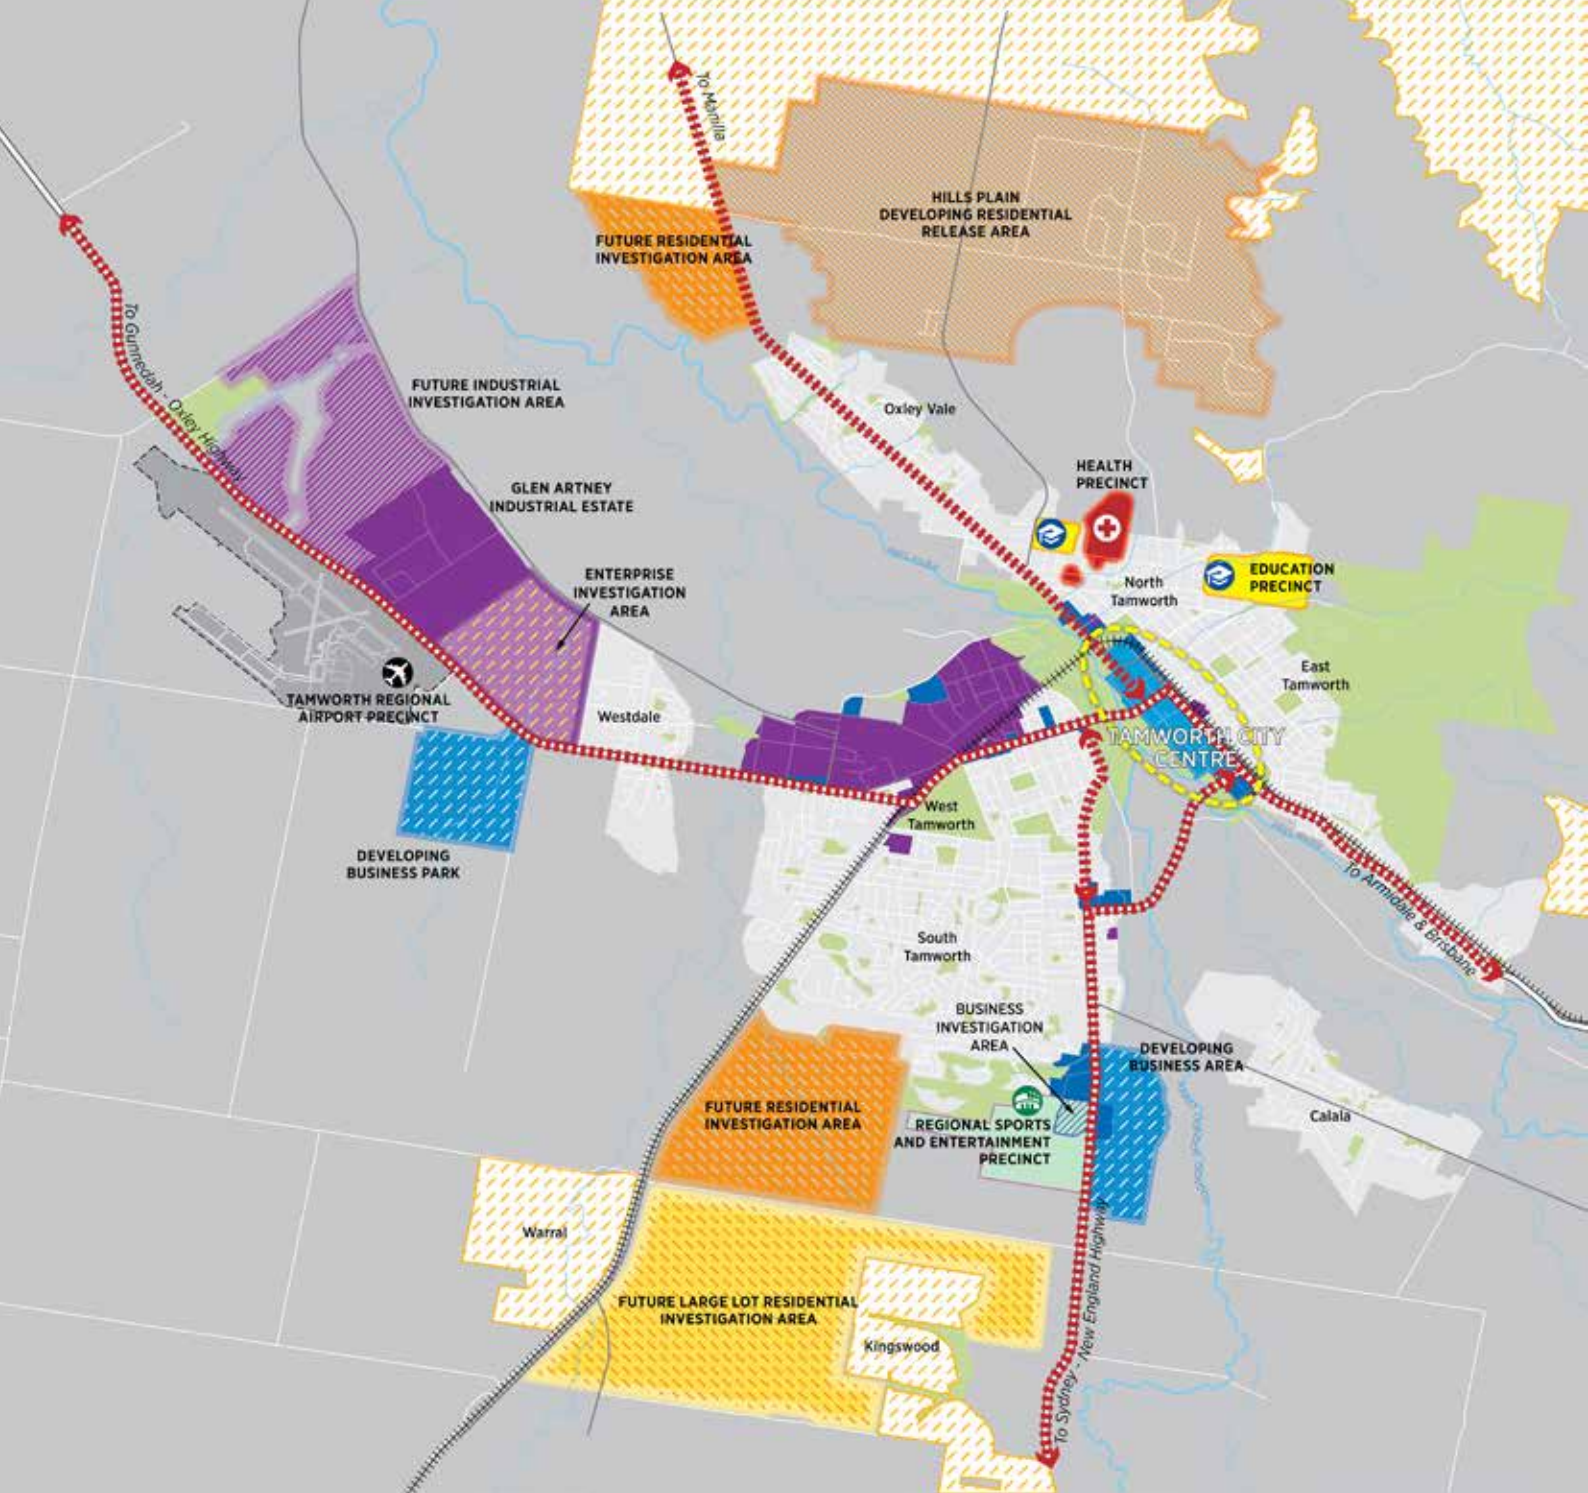 To Manilla
HILLS PLAIN
DEVELOPING RESIDENTIAL
RELEASE AREA
FUTURE RESIDENTIAL
INVESTIGATION AREA
To Gunnedah - Oxley Highway
FUTURE INDUSTRIAL
INVESTIGATION AREA
Oxley Vale
HEALTH
PRECINCT
GLEN ARTNEY
INDUSTRIAL ESTATE
ENTERPRISE
INVESTIGATION
AREA
EDUCATION
PRECINCT
North
Tamworth
East
Tamworth
TAMWORTH REGIONAL
AIRPORT PRECINCT
Westdale
TAMWORTH CITY
CENTRE
West
Tamworth
DEVELOPING
BUSINESS PARK
To Armidale & Brisbane
South
Tamworth
BUSINESS
INVESTIGATION
AREA
DEVELOPING
BUSINESS AREA
FUTURE RESIDENTIAL
INVESTIGATION AREA
REGIONAL SPORTS
AND ENTERTAINMENT
PRECINCT
Calala
Warral
FUTURE LARGE LOT RESIDENTIAL
INVESTIGATION AREA
Kingswood
To Sydney - New England Highway